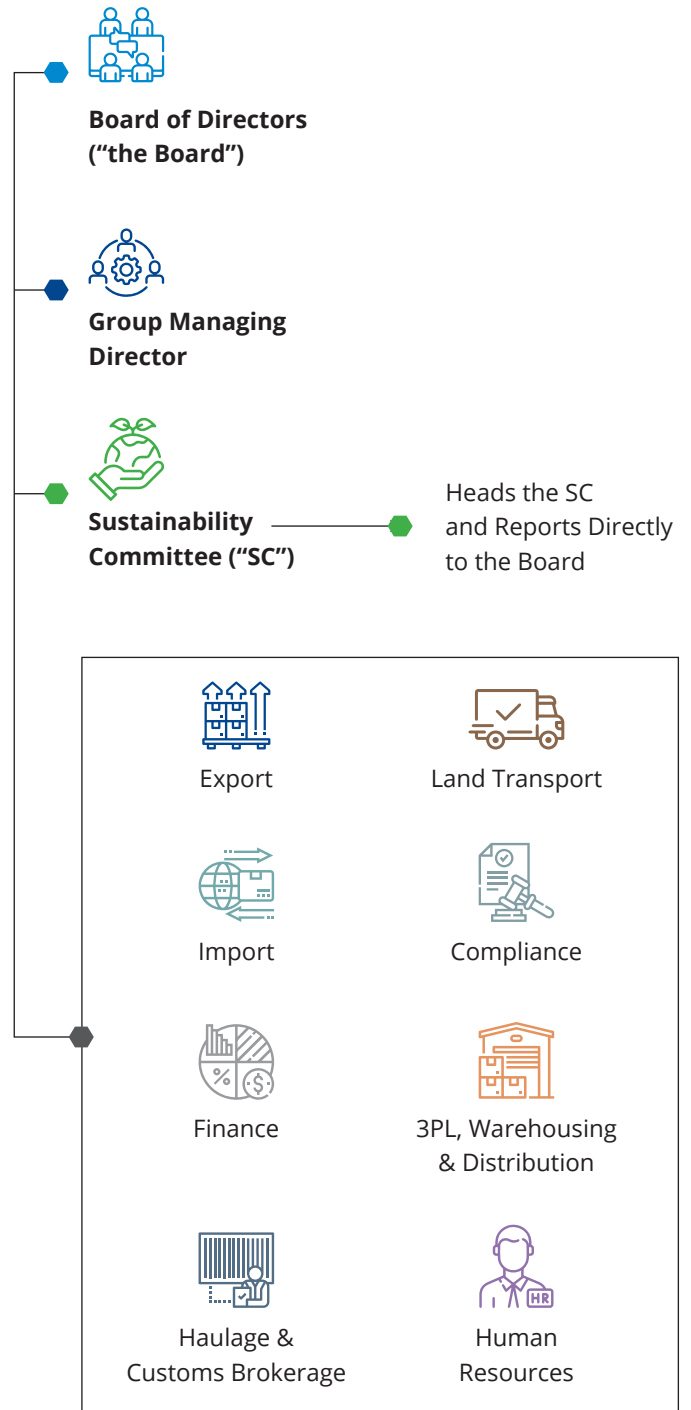 Board of Directors
(“the Board”)
Group Managing
Director
Sustainability
Committee (“SC”)
Heads the SC
and Reports Directly
to the Board
Export
Land Transport
Import
Compliance
%
$
Finance
3PL, Warehousing
& Distribution
HR
Haulage &
Customs Brokerage
Human
Resources